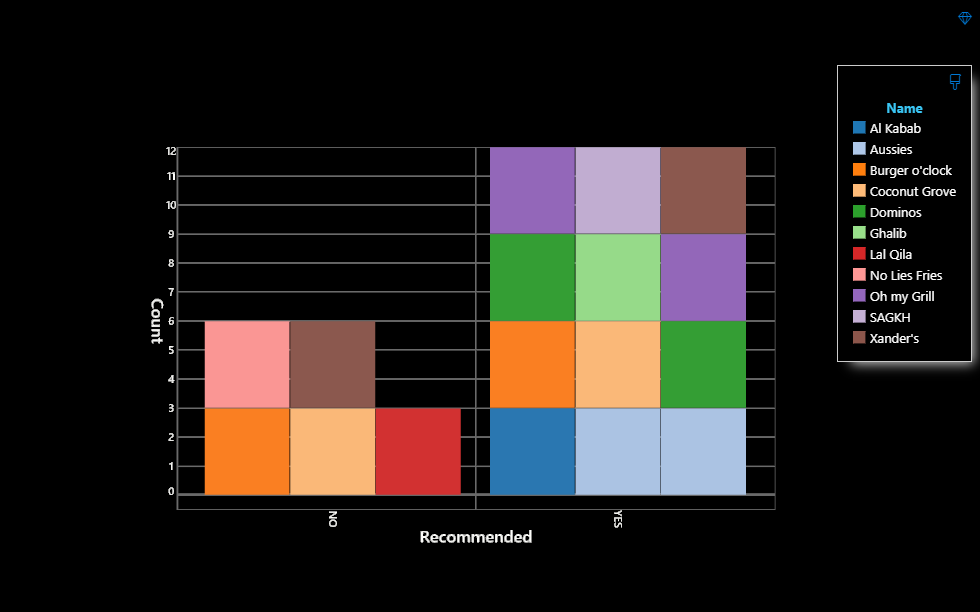 Name
Al Kabab
Aussies
Burger o'clock
Coconut Grove
Dominos
Ghalib
Lal Qila
No Lies Fries
Oh my Grill
SAGKH
Xander's
12
11
10
9
8
7
6
5
4
3
2
1
0
Count
NO
YES
Recommended